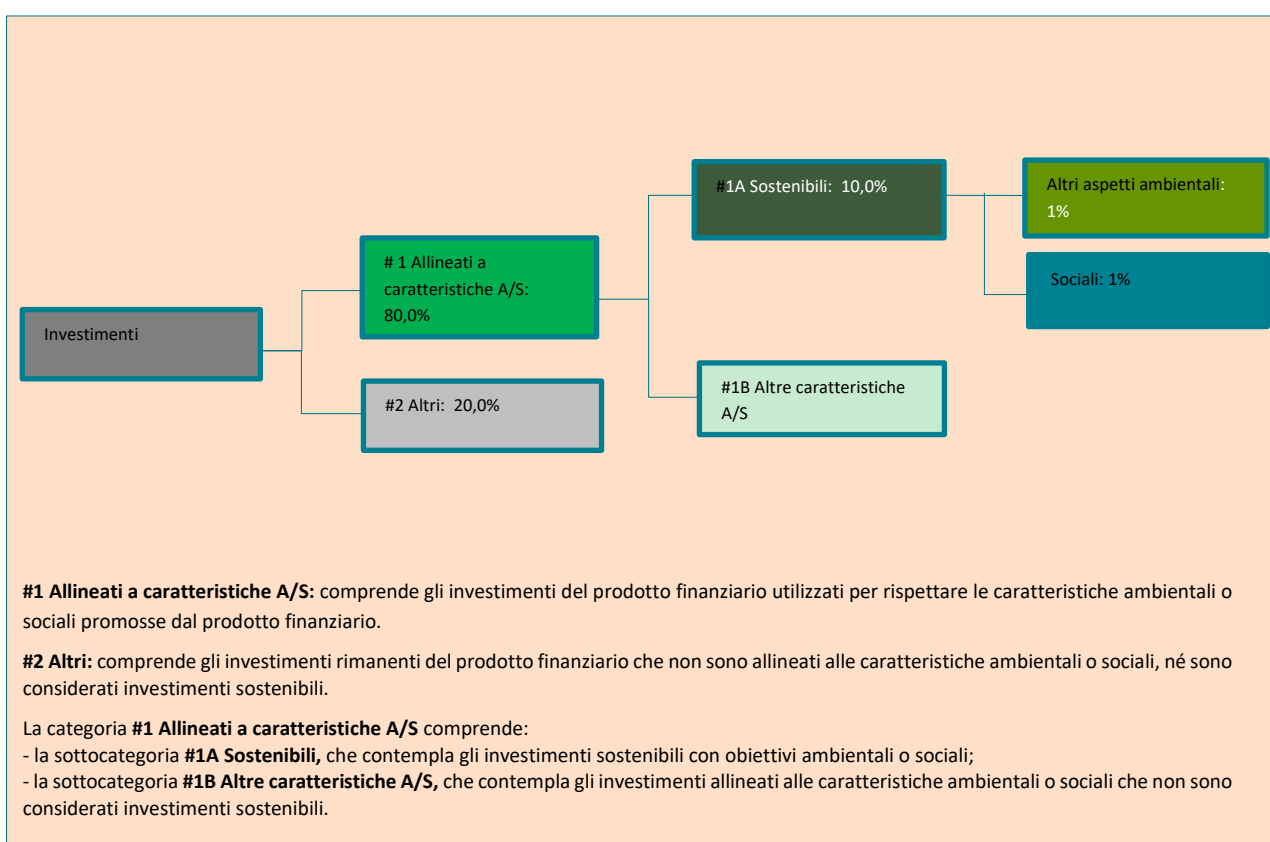 #1A Sostenibili: 10,0%
Altri aspetti ambientali:
1%
# 1 Allineati a
caratteristiche A/S:
80,0%
Sociali: 1%
Investimenti
#2 Altri: 20,0%
#1B Altre caratteristiche
A/S
#1 Allineati a caratteristiche A/S: comprende gli investimenti del prodotto finanziario utilizzati per rispettare le caratteristiche ambientali o
sociali promosse dal prodotto finanziario.
#2 Altri: comprende gli investimenti rimanenti del prodotto finanziario che non sono allineati alle caratteristiche ambientali o sociali, né sono
considerati investimenti sostenibili.
La categoria #1 Allineati a caratteristiche A/S comprende:
- la sottocategoria #1A Sostenibili, che contempla gli investimenti sostenibili con obiettivi ambientali o sociali;
- la sottocategoria #1B Altre caratteristiche A/S, che contempla gli investimenti allineati alle caratteristiche ambientali o sociali che non sono
considerati investimenti sostenibili.